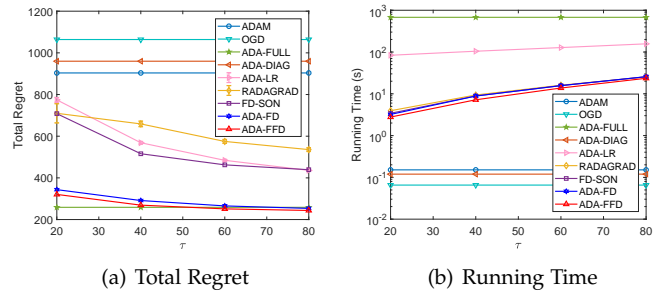 1200
1000
800
600
400
200
20
30
40
50
60
70
80
τ
Total Regret
ADAM
OGD
ADA-FULL
ADA-DIAG
ADA-LR
RADAGRAD
FD-SON
ADA-FD
ADA-FFD
(a) Total Regret
10³
10²
10¹
10⁰
10⁻¹
10⁻²
20
30
40
50
60
70
80
τ
Running Time (s)
ADAM
OGD
ADA-FULL
ADA-DIAG
ADA-LR
RADAGRAD
FD-SON
ADA-FD
ADA-FFD
(b) Running Time